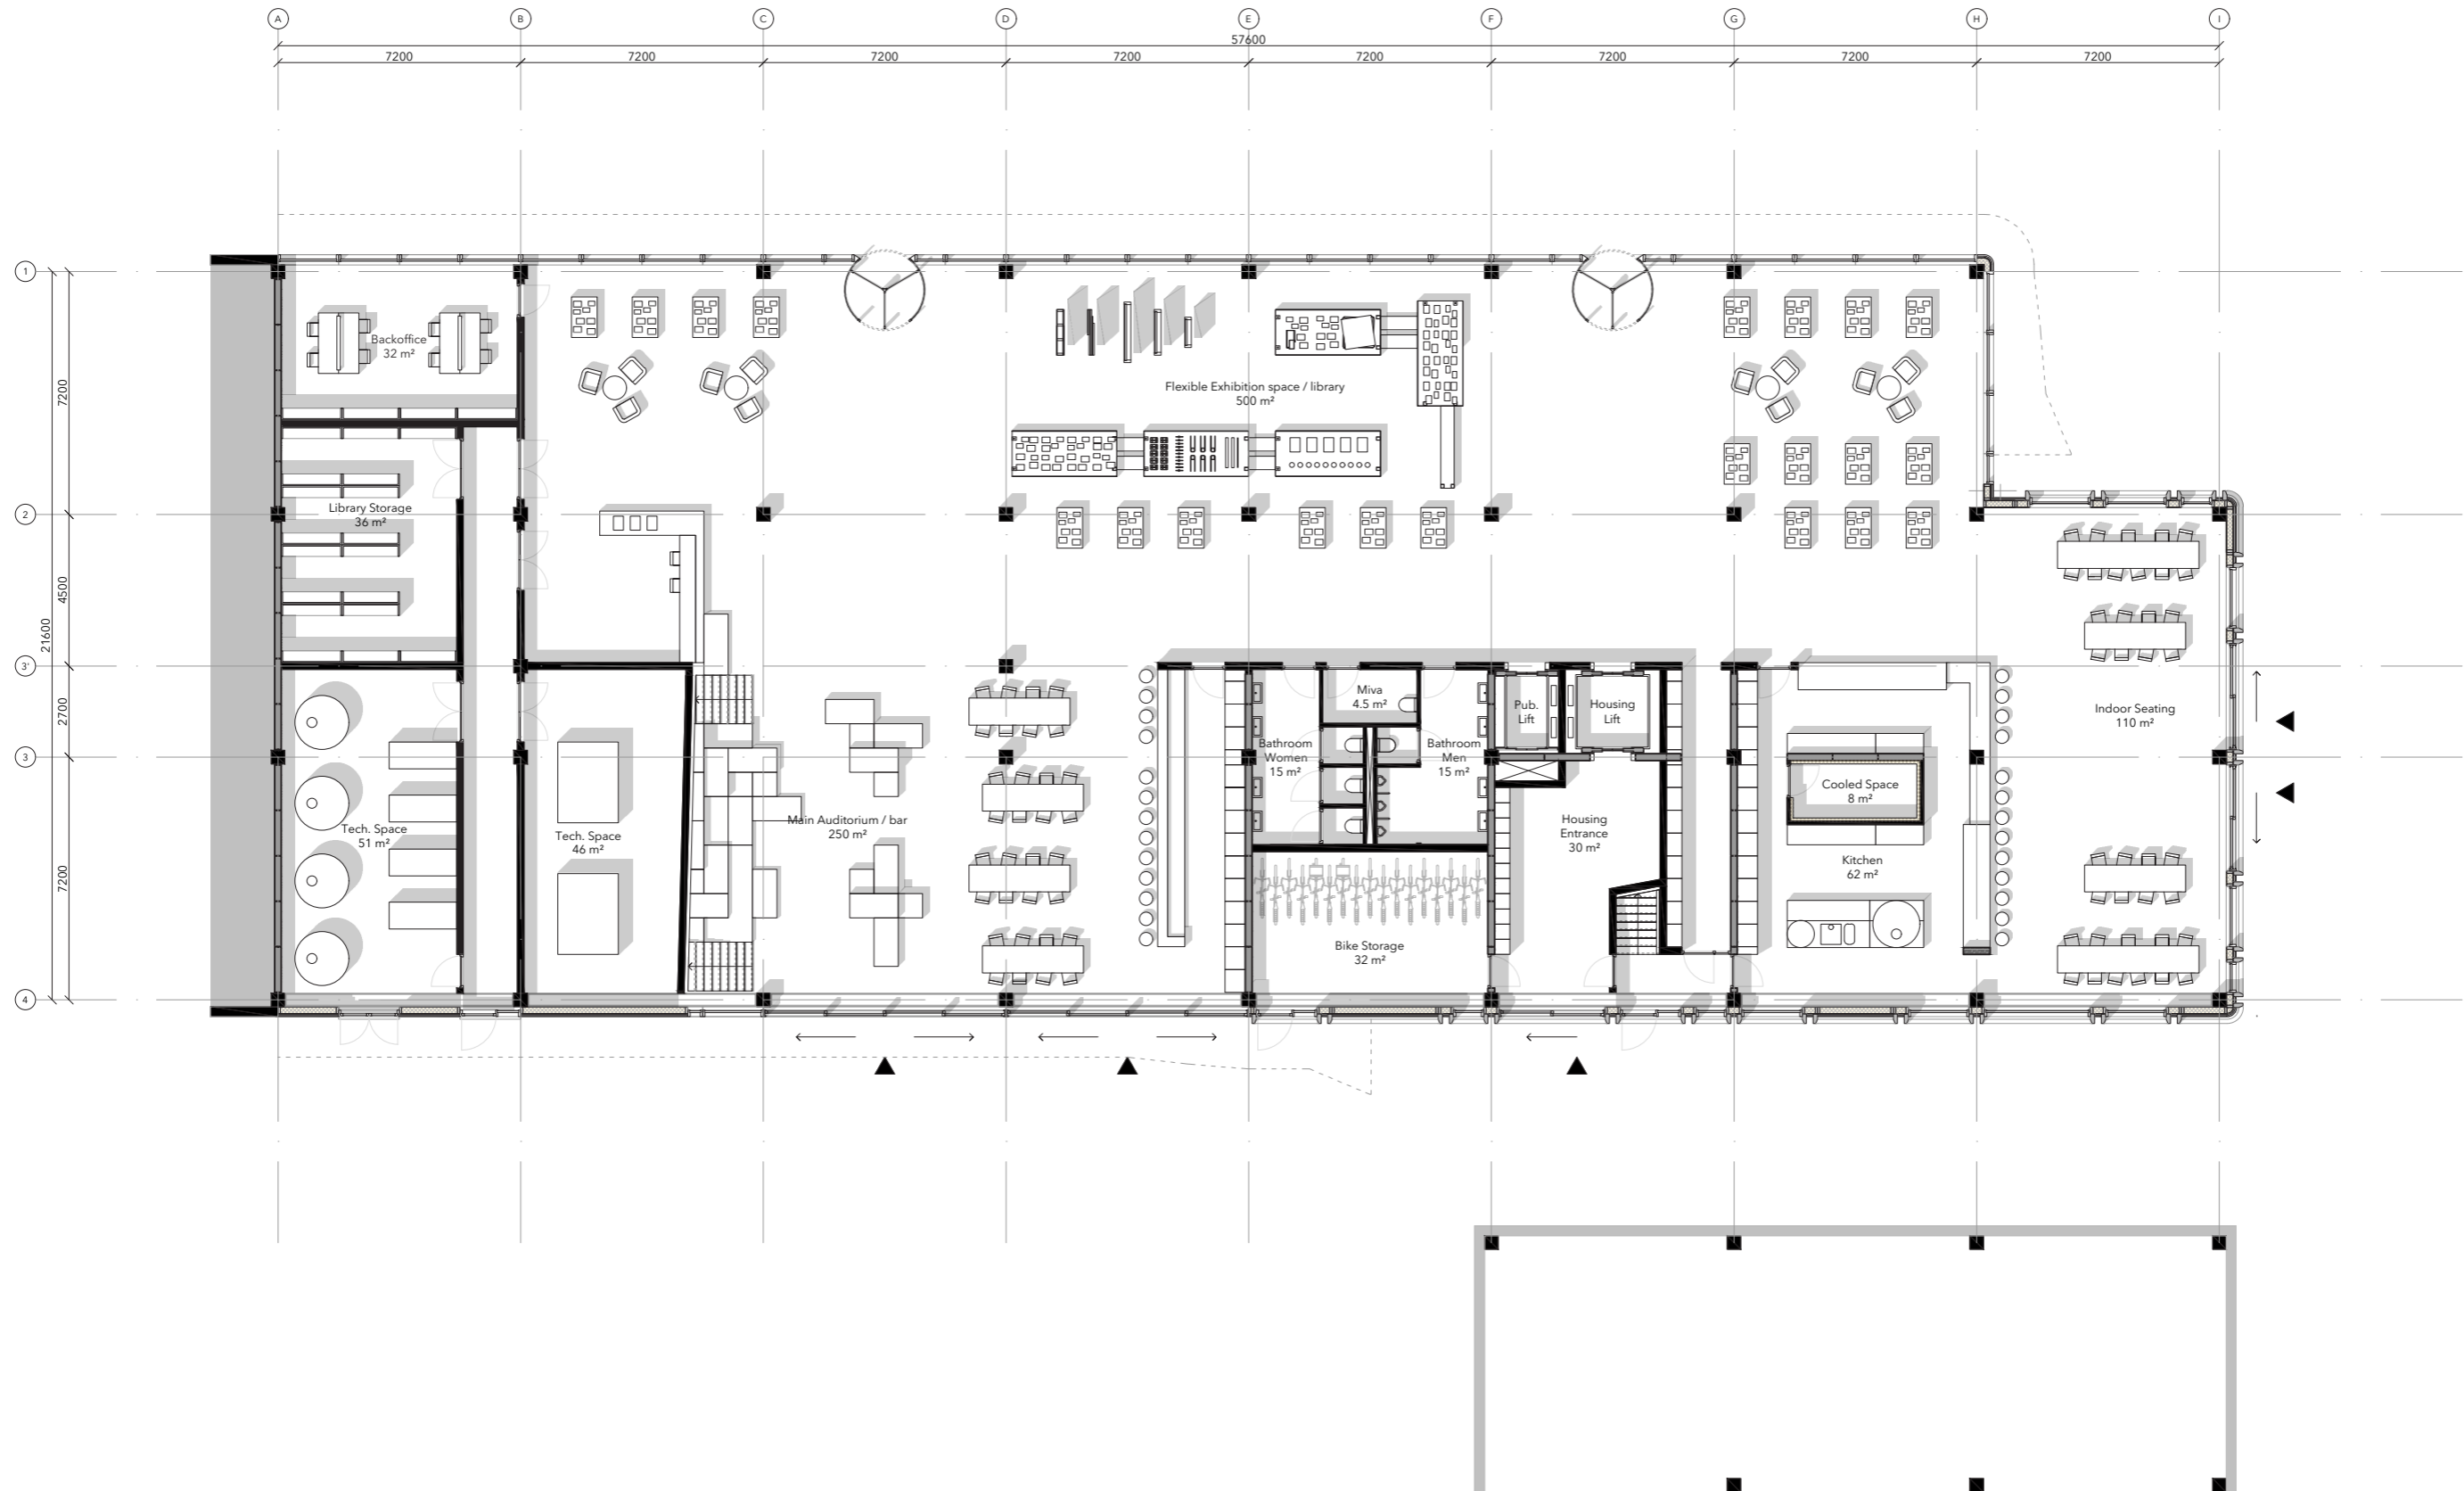 A B C D E F G H I
57600
7200 7200 7200 7200 7200 7200 7200 7200
1
2
3'
3
4
7200
4500
2700
7200
21600
Backoffice
32 m²
Flexible Exhibition space / library
500 m²
Library Storage
36 m²
Miva
4.5 m²
Pub.
Lift
Housing
Lift
Indoor Seating
110 m²
Bathroom
Women
15 m²
Bathroom
Men
15 m²
Cooled Space
8 m²
Tech. Space
51 m²
Tech. Space
46 m²
Main Auditorium / bar
250 m²
Housing
Entrance
30 m²
Kitchen
62 m²
Bike Storage
32 m²